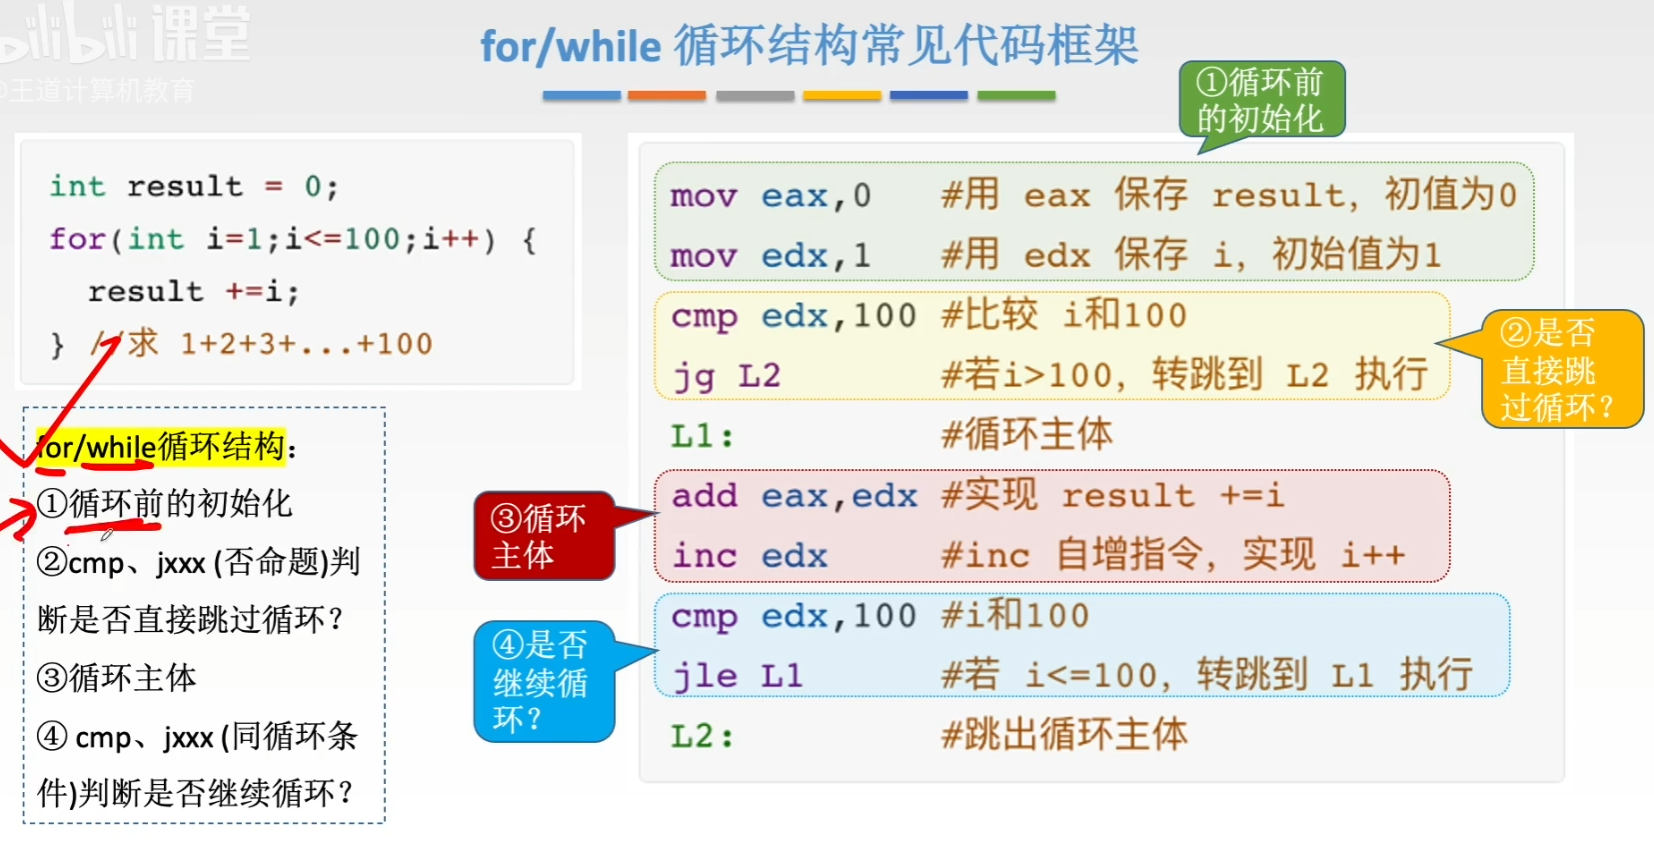 bilibili 课堂
@王道计算机教育
for/while 循环结构常见代码框架
int result = 0;
for(int i=1;i<=100;i++) {
result +=i;
} //求 1+2+3+...+100
for/while循环结构：
①循环前的初始化
②cmp、jxxx (否命题)判
断是否直接跳过循环？
③循环主体
④ cmp、jxxx (同循环条
件)判断是否继续循环？
①循环前
的初始化
mov eax,0 #用 eax 保存 result，初值为0
mov edx,1 #用 edx 保存 i，初始值为1
cmp edx,100 #比较 i和100
jg L2 #若i>100，转跳到 L2 执行
②是否
直接跳
过循环？
L1: #循环主体
③循环
主体
add eax,edx #实现 result +=i
inc edx #inc 自增指令，实现 i++
④是否
继续循
环？
cmp edx,100 #i和100
jle L1 #若 i<=100，转跳到 L1 执行
L2: #跳出循环主体